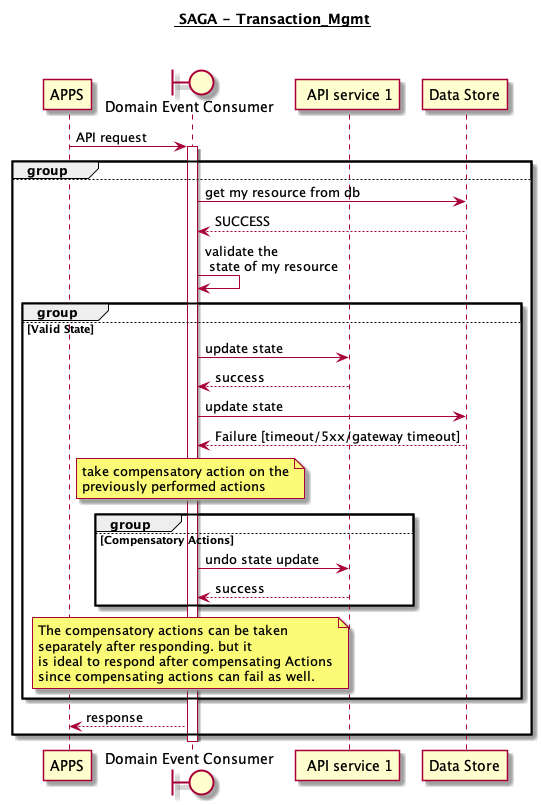 SAGA - Transaction_Mgmt
APPS
Domain Event Consumer
API service 1
Data Store
API request
group
get my resource from db
SUCCESS
validate the
state of my resource
group
[Valid State]
update state
success
update state
Failure [timeout/5xx/gateway timeout]
take compensatory action on the
previously performed actions
group
[Compensatory Actions]
undo state update
success
The compensatory actions can be taken
separately after responding. but it
is ideal to respond after compensating Actions
since compensating actions can fail as well.
response
APPS
Domain Event Consumer
API service 1
Data Store